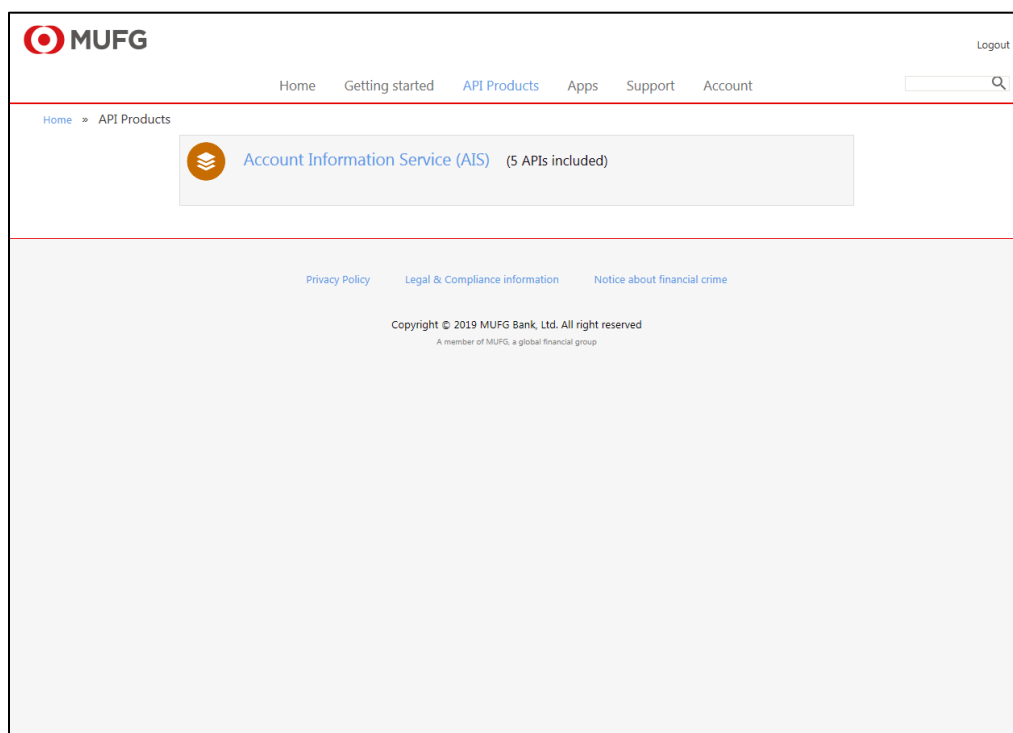 MUFG
Logout
Home Getting started API Products Apps Support Account
Home » API Products
Account Information Service (AIS) (5 APIs included)
Privacy Policy Legal & Compliance information Notice about financial crime
Copyright © 2019 MUFG Bank, Ltd. All right reserved
A member of MUFG, a global financial group